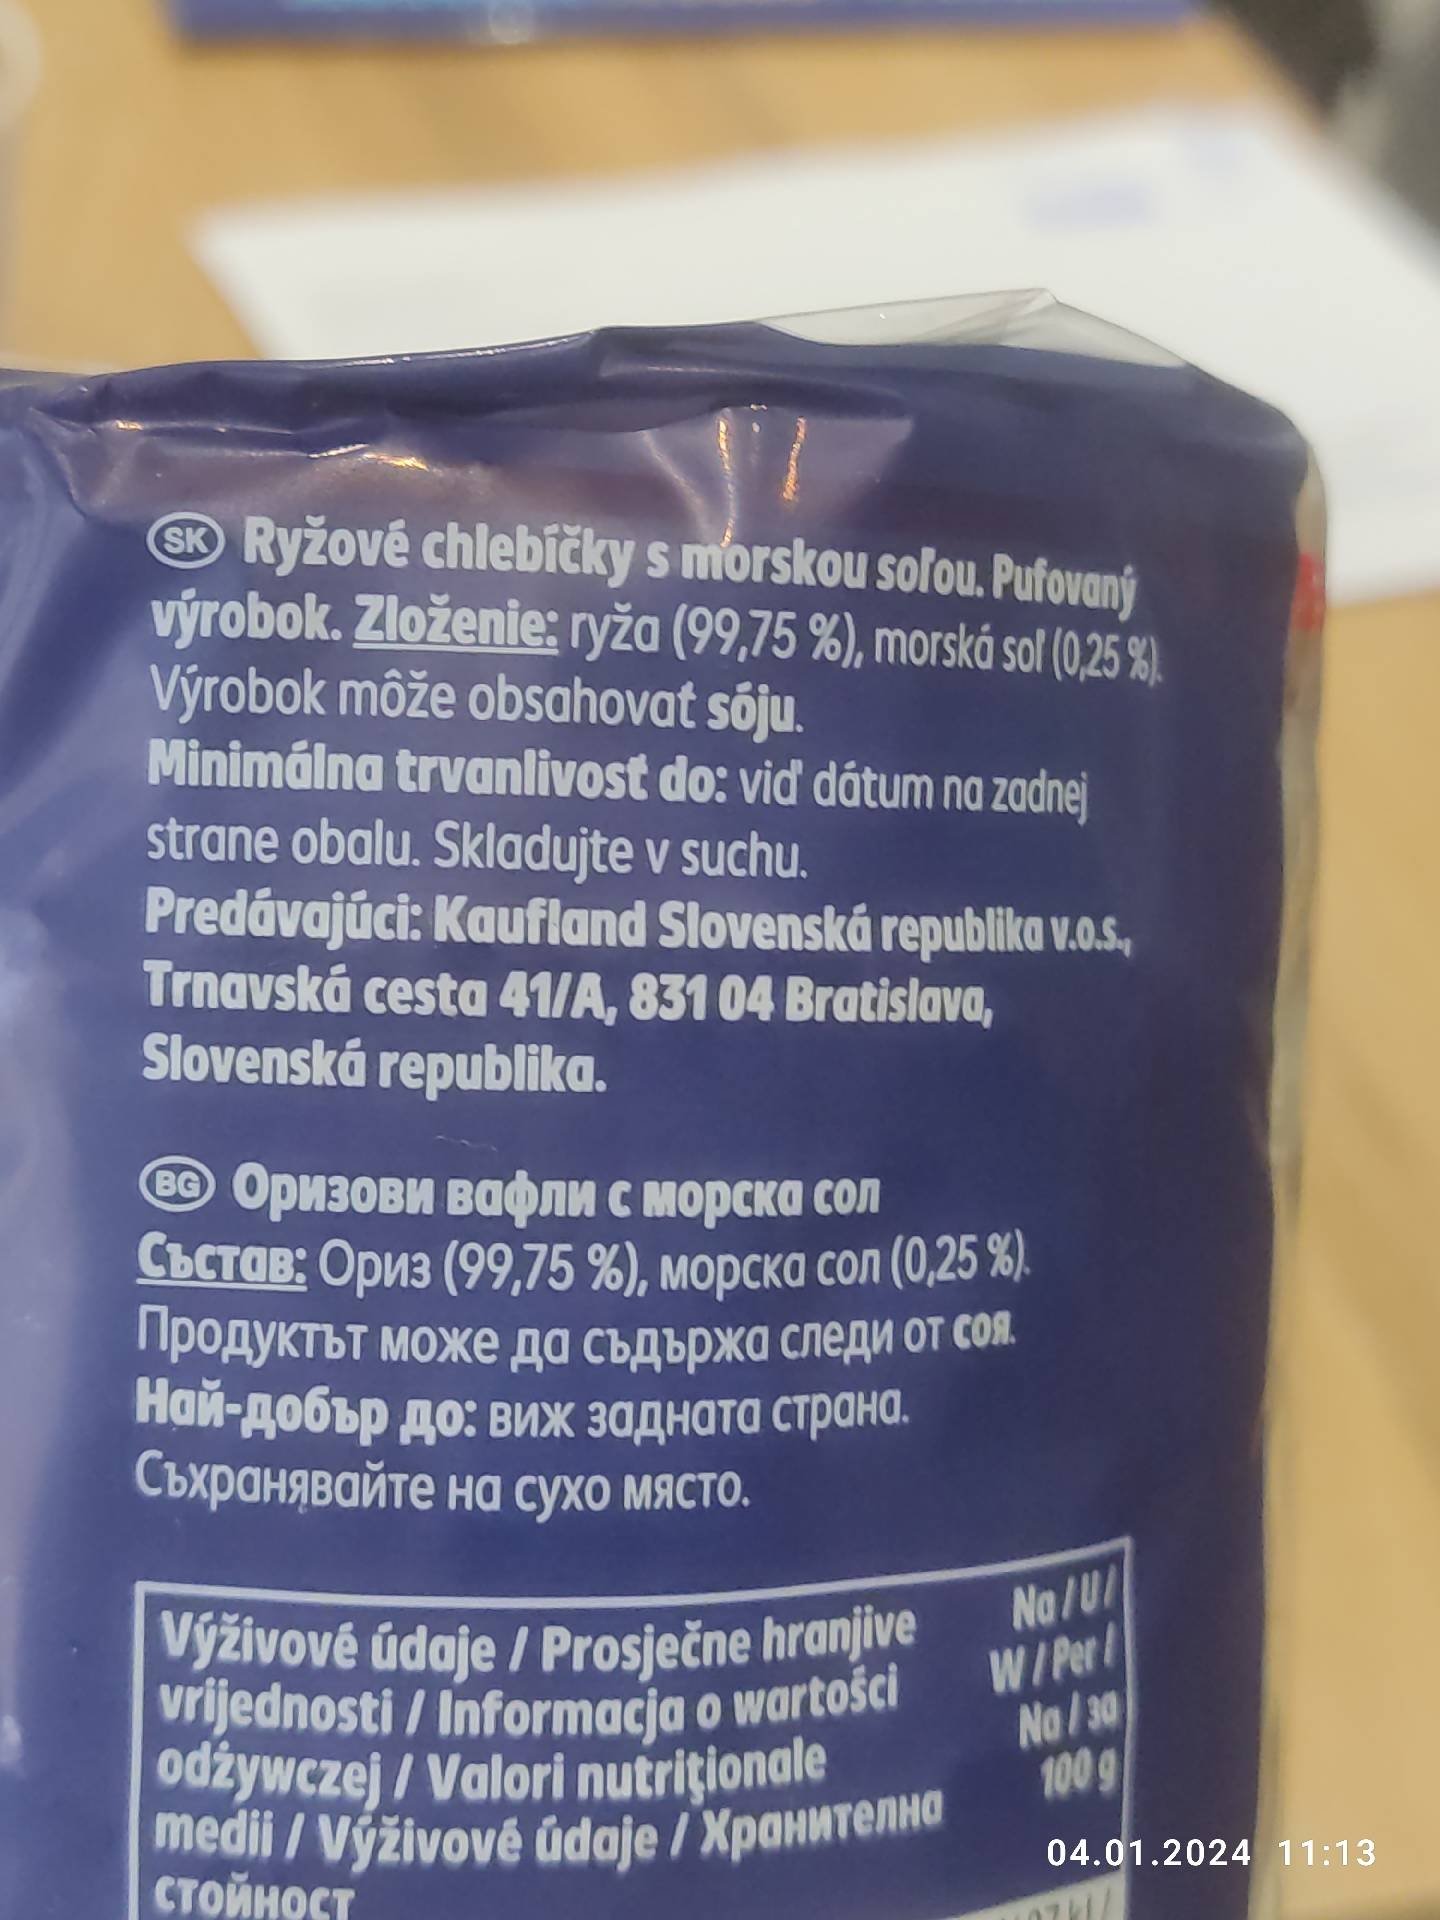 SK Ryžové chlebíčky s morskou soľou. Pufovaný
výrobok. Zloženie: ryža (99,75 %), morská soľ (0,25 %).
Výrobok môže obsahovať sóju.
Minimálna trvanlivosť do: viď dátum na zadnej
strane obalu. Skladujte v suchu.
Predávajúci: Kaufland Slovenská republika v.o.s.,
Trnavská cesta 41/A, 831 04 Bratislava,
Slovenská republika.
BG Оризови вафли с морска сол
Състав: Ориз (99,75 %), морска сол (0,25 %).
Продуктът може да съдържа следи от соя.
Най-добър до: виж задната страна.
Съхранявайте на сухо място.
Výživové údaje / Prosječne hranjive
vrijednosti / Informacja o wartości
odżywczej / Valori nutriţionale
medii / Výživové údaje / Хранителна
стойност
Na / U /
W / Per /
Na / за
100 g
04.01.2024 11:13